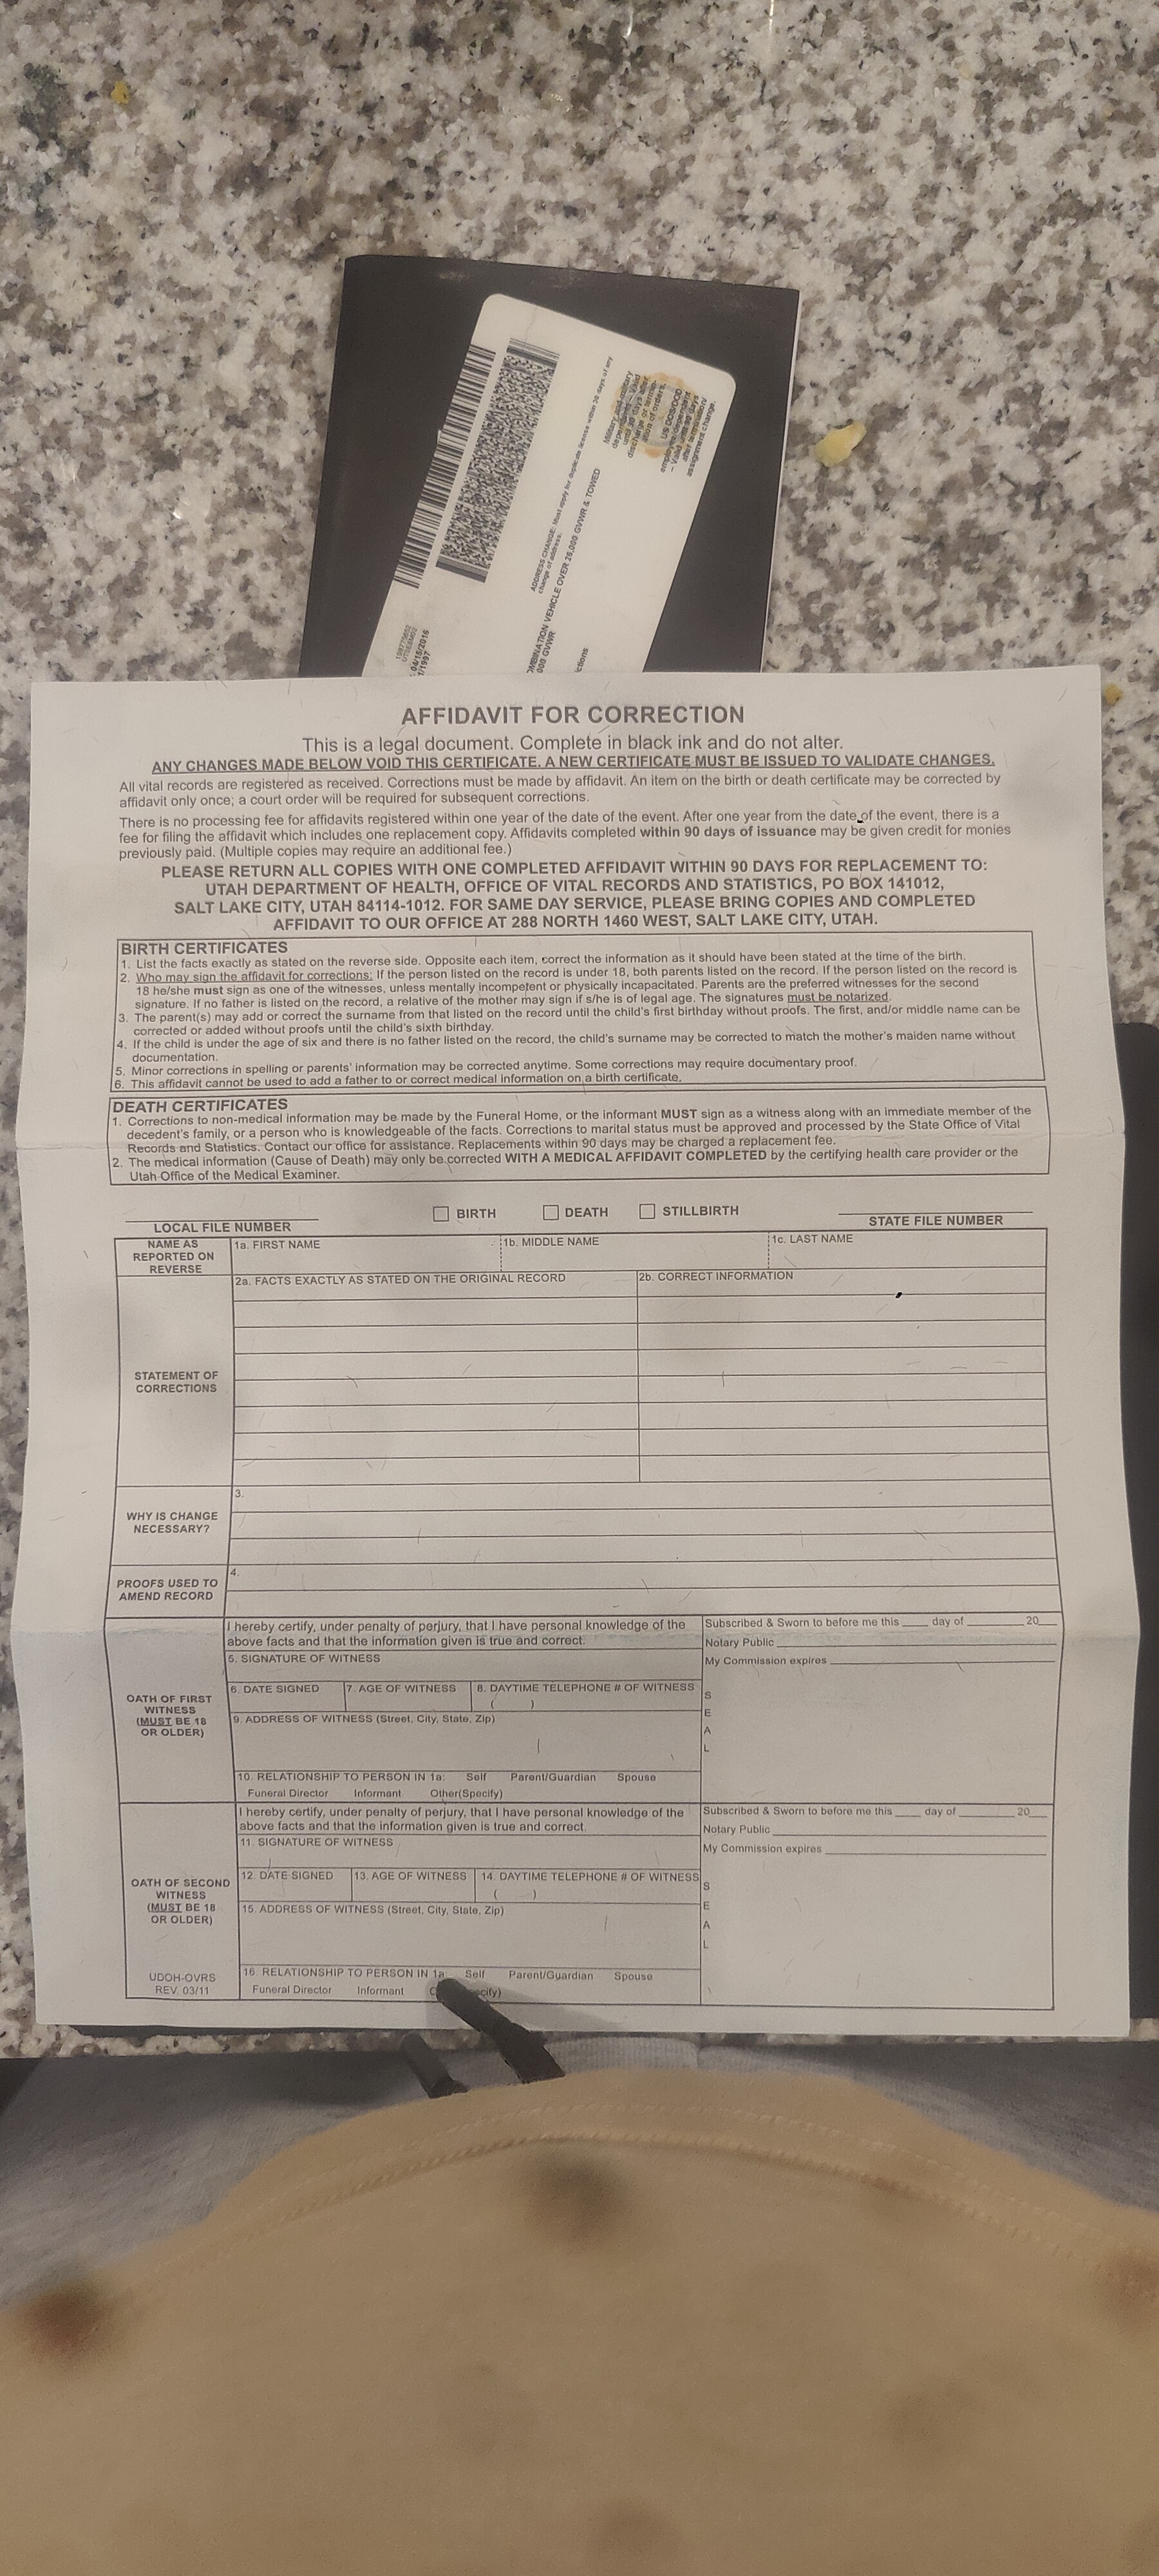 Military and military
until 90 days after
discharge or termin-
ation of orders.
US DOS/DOD
– Valid until 90 days
after termination/
assignment change.
ADDRESS CHANGE: Must apply for duplicate license within 30 days of any
change of address.
COMBINATION VEHICLE OVER 26,000 GVWR & TOWED
000 GVWR
04/15/2016
/1997
AFFIDAVIT FOR CORRECTION
This is a legal document. Complete in black ink and do not alter.
ANY CHANGES MADE BELOW VOID THIS CERTIFICATE. A NEW CERTIFICATE MUST BE ISSUED TO VALIDATE CHANGES.
All vital records are registered as received. Corrections must be made by affidavit. An item on the birth or death certificate may be corrected by
affidavit only once; a court order will be required for subsequent corrections.
There is no processing fee for affidavits registered within one year of the date of the event. After one year from the date of the event, there is a
fee for filing the affidavit which includes one replacement copy. Affidavits completed within 90 days of issuance may be given credit for monies
previously paid. (Multiple copies may require an additional fee.)
PLEASE RETURN ALL COPIES WITH ONE COMPLETED AFFIDAVIT WITHIN 90 DAYS FOR REPLACEMENT TO:
UTAH DEPARTMENT OF HEALTH, OFFICE OF VITAL RECORDS AND STATISTICS, PO BOX 141012,
SALT LAKE CITY, UTAH 84114-1012. FOR SAME DAY SERVICE, PLEASE BRING COPIES AND COMPLETED
AFFIDAVIT TO OUR OFFICE AT 288 NORTH 1460 WEST, SALT LAKE CITY, UTAH.
BIRTH CERTIFICATES
1. List the facts exactly as stated on the reverse side. Opposite each item, correct the information as it should have been stated at the time of the birth.
2. Who may sign the affidavit for corrections: If the person listed on the record is under 18, both parents listed on the record. If the person listed on the record is
18 he/she must sign as one of the witnesses, unless mentally incompetent or physically incapacitated. Parents are the preferred witnesses for the second
signature. If no father is listed on the record, a relative of the mother may sign if s/he is of legal age. The signatures must be notarized.
3. The parent(s) may add or correct the surname from that listed on the record until the child's first birthday without proofs. The first, and/or middle name can be
corrected or added without proofs until the child's sixth birthday.
4. If the child is under the age of six and there is no father listed on the record, the child's surname may be corrected to match the mother's maiden name without
documentation.
5. Minor corrections in spelling or parents' information may be corrected anytime. Some corrections may require documentary proof.
6. This affidavit cannot be used to add a father to or correct medical information on a birth certificate.
DEATH CERTIFICATES
1. Corrections to non-medical information may be made by the Funeral Home, or the informant MUST sign as a witness along with an immediate member of the
decedent's family, or a person who is knowledgeable of the facts. Corrections to marital status must be approved and processed by the State Office of Vital
Records and Statistics. Contact our office for assistance. Replacements within 90 days may be charged a replacement fee.
2. The medical information (Cause of Death) may only be corrected WITH A MEDICAL AFFIDAVIT COMPLETED by the certifying health care provider or the
Utah Office of the Medical Examiner.
LOCAL FILE NUMBER BIRTH DEATH STILLBIRTH STATE FILE NUMBER
NAME AS REPORTED ON REVERSE
1a. FIRST NAME 1b. MIDDLE NAME 1c. LAST NAME
2a. FACTS EXACTLY AS STATED ON THE ORIGINAL RECORD 2b. CORRECT INFORMATION
STATEMENT OF
CORRECTIONS
3.
WHY IS CHANGE
NECESSARY?
4.
PROOFS USED TO
AMEND RECORD
I hereby certify, under penalty of perjury, that I have personal knowledge of the
above facts and that the information given is true and correct.
Subscribed & Sworn to before me this ____ day of ________ 20__
Notary Public
My Commission expires
SEAL
OATH OF FIRST
WITNESS
(MUST BE 18
OR OLDER)
5. SIGNATURE OF WITNESS
6. DATE SIGNED 7. AGE OF WITNESS 8. DAYTIME TELEPHONE # OF WITNESS
( )
9. ADDRESS OF WITNESS (Street, City, State, Zip)
10. RELATIONSHIP TO PERSON IN 1a: Self Parent/Guardian Spouse
Funeral Director Informant Other(Specify)
I hereby certify, under penalty of perjury, that I have personal knowledge of the
above facts and that the information given is true and correct.
Subscribed & Sworn to before me this ____ day of ________ 20__
Notary Public
My Commission expires
SEAL
OATH OF SECOND
WITNESS
(MUST BE 18
OR OLDER)
11. SIGNATURE OF WITNESS
12. DATE SIGNED 13. AGE OF WITNESS 14. DAYTIME TELEPHONE # OF WITNESS
( )
15. ADDRESS OF WITNESS (Street, City, State, Zip)
16. RELATIONSHIP TO PERSON IN 1a Self Parent/Guardian Spouse
Funeral Director Informant
UDOH-OVRS
REV. 03/11